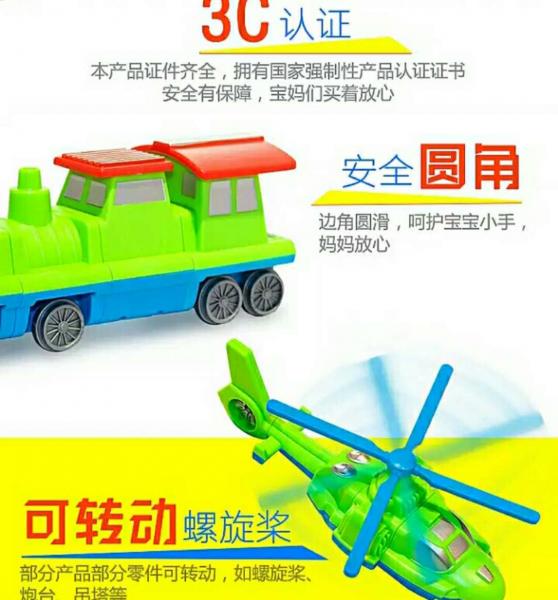 3C 认证
本产品证件齐全，拥有国家强制性产品认证证书
安全有保障，宝妈们买着放心
安全圆角
边角圆滑，呵护宝宝小手，
妈妈放心
可转动螺旋桨
部分产品部分零件可转动，如螺旋桨、
炮台、吊塔等